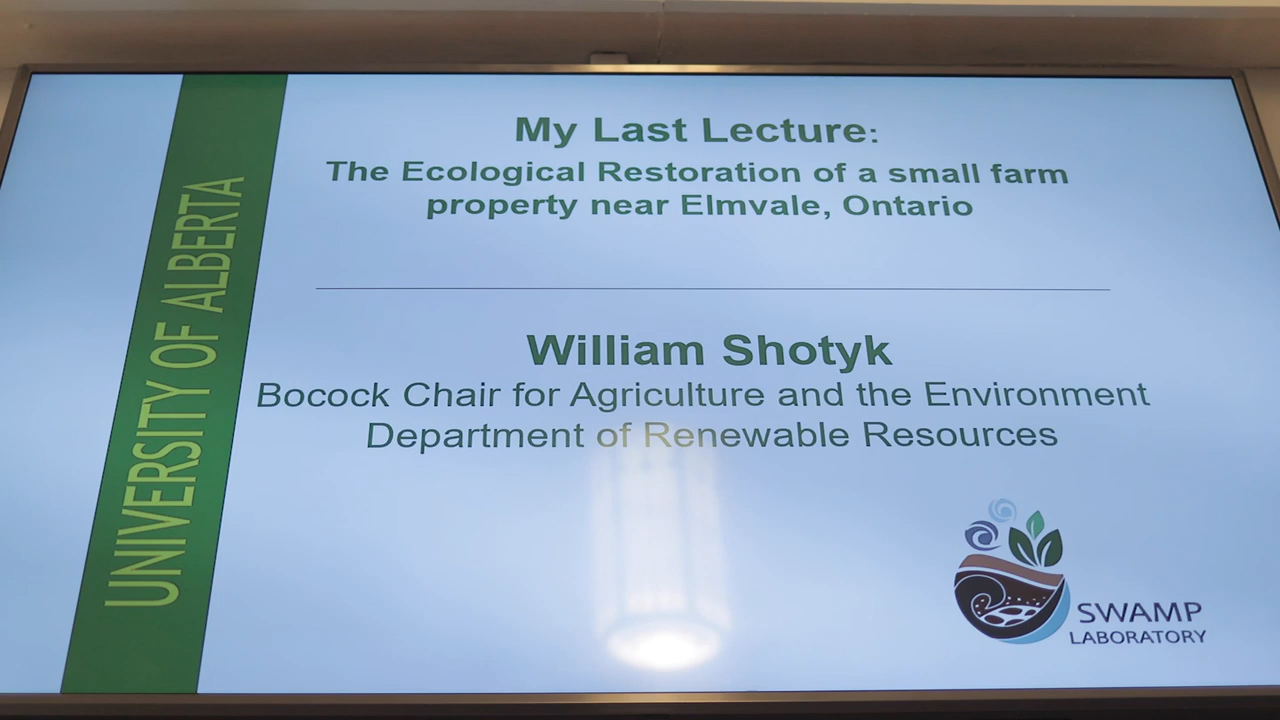 My Last Lecture:
The Ecological Restoration of a small farm
property near Elmvale, Ontario
William Shotyk
Bocock Chair for Agriculture and the Environment
Department of Renewable Resources
UNIVERSITY OF ALBERTA
SWAMP
LABORATORY